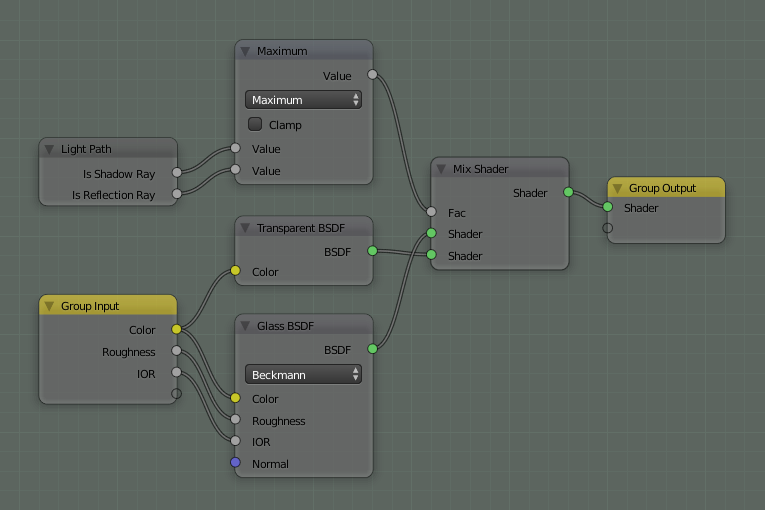 Maximum
Value
Maximum
Clamp
Value
Value
Light Path
Is Shadow Ray
Is Reflection Ray
Mix Shader
Shader
Fac
Shader
Shader
Group Output
Shader
Transparent BSDF
BSDF
Color
Group Input
Color
Roughness
IOR
Glass BSDF
BSDF
Beckmann
Color
Roughness
IOR
Normal